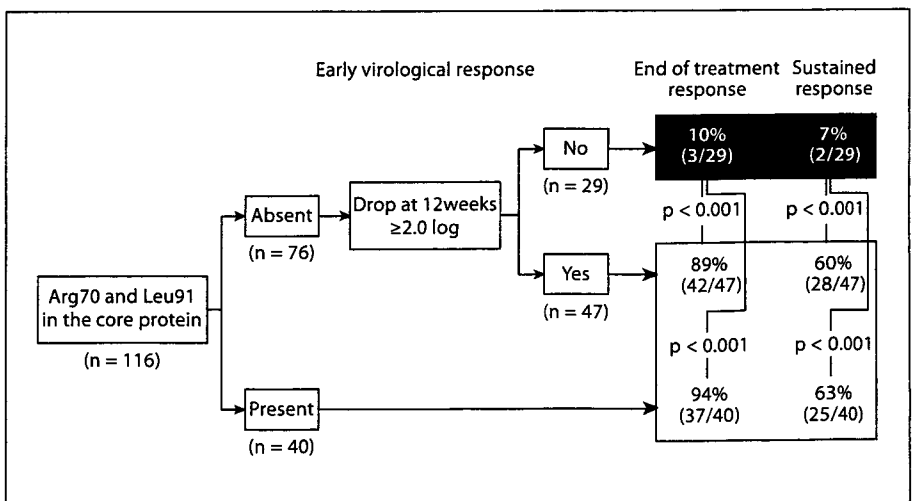 Early virological response
End of treatment
response
Sustained
response
10%
(3/29)
7%
(2/29)
No
(n = 29)
p < 0.001
p < 0.001
Absent
(n = 76)
Drop at 12weeks
≥2.0 log
Yes
(n = 47)
89%
(42/47)
60%
(28/47)
Arg70 and Leu91
in the core protein
(n = 116)
p < 0.001
p < 0.001
Present
(n = 40)
94%
(37/40)
63%
(25/40)